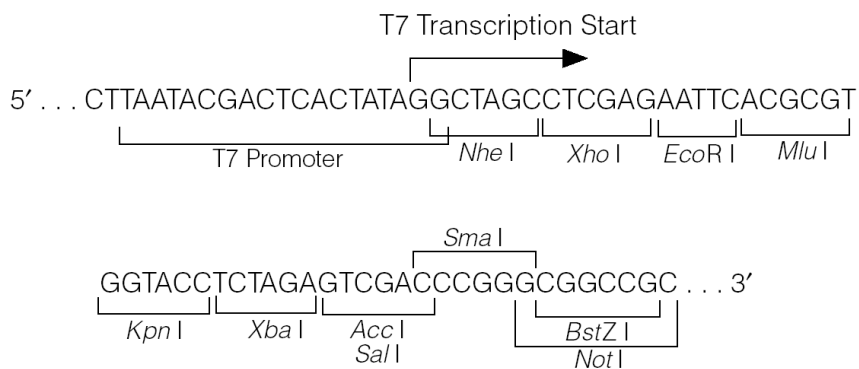 T7 Transcription Start
5′ . . . CTTAATACGACTCACTATAGGCTAGCCTCGAGAATTCACGCGT
T7 Promoter Nhe I Xho I EcoR I Mlu I
Sma I
GGTACCTCTAGAGTCGACCCGGGCGGCCGC . . . 3′
Kpn I Xba I Acc I BstZ I
Sal I Not I